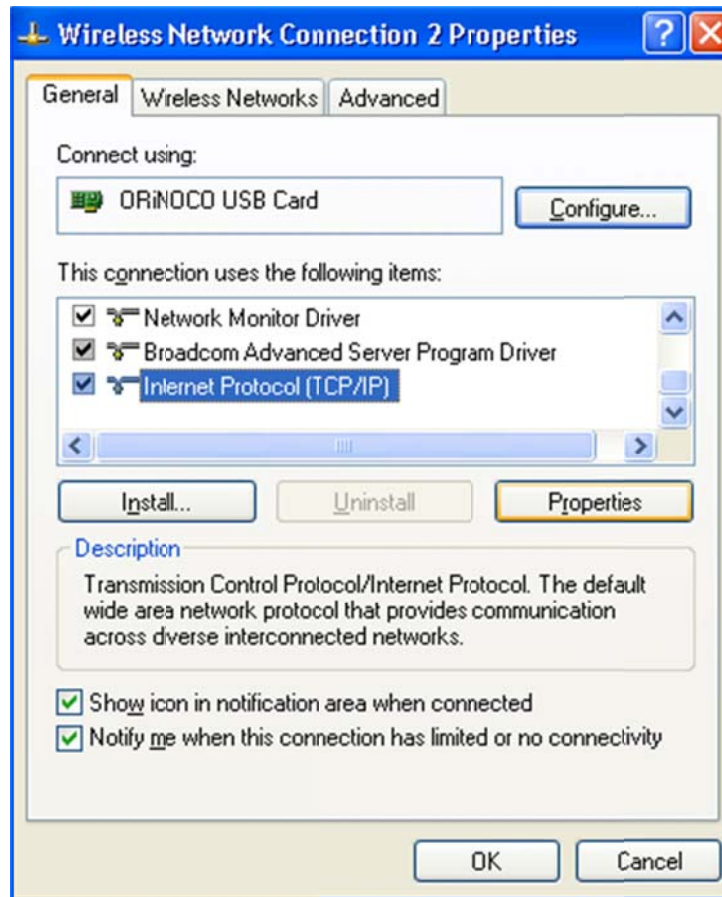 Wireless Network Connection 2 Properties
?
General Wireless Networks Advanced
Connect using:
ORiNOCO USB Card
Configure...
This connection uses the following items:
Network Monitor Driver
Broadcom Advanced Server Program Driver
Internet Protocol (TCP/IP)
Install... Uninstall Properties
Description
Transmission Control Protocol/Internet Protocol. The default
wide area network protocol that provides communication
across diverse interconnected networks.
Show icon in notification area when connected
Notify me when this connection has limited or no connectivity
OK Cancel